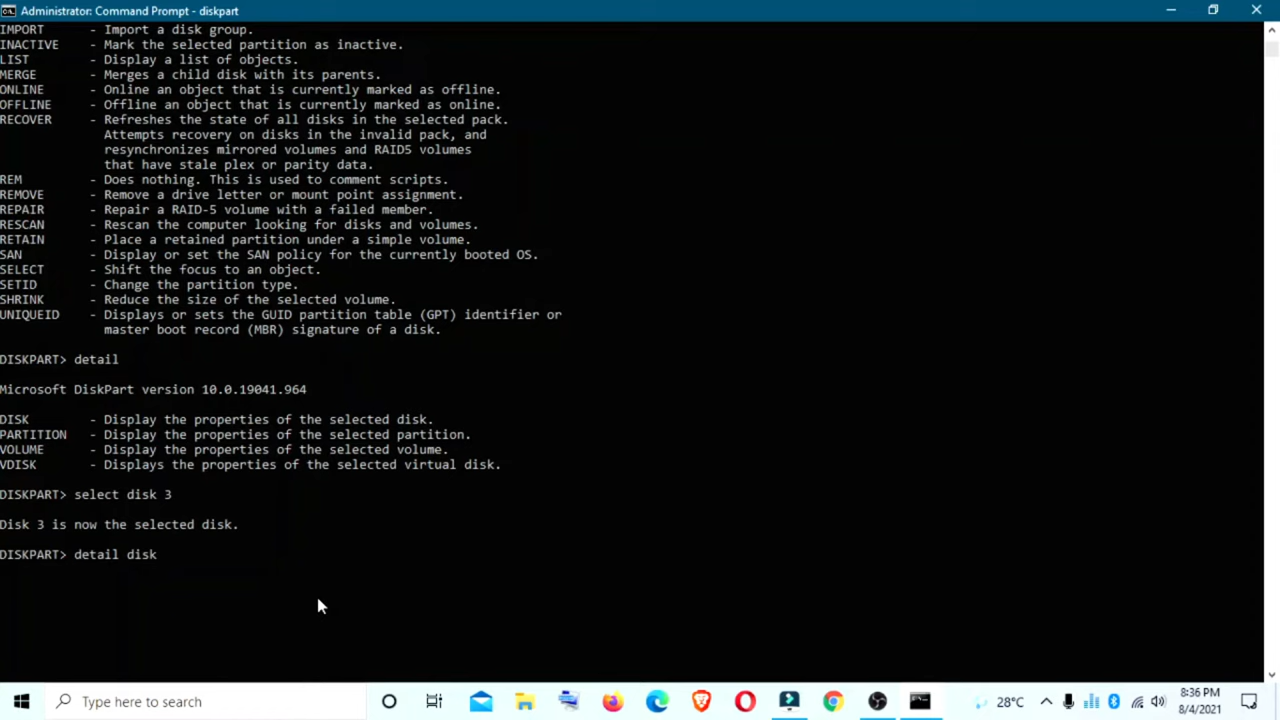 Administrator: Command Prompt - diskpart
IMPORT - Import a disk group.
INACTIVE - Mark the selected partition as inactive.
LIST - Display a list of objects.
MERGE - Merges a child disk with its parents.
ONLINE - Online an object that is currently marked as offline.
OFFLINE - Offline an object that is currently marked as online.
RECOVER - Refreshes the state of all disks in the selected pack.
Attempts recovery on disks in the invalid pack, and
resynchronizes mirrored volumes and RAID5 volumes
that have stale plex or parity data.
REM - Does nothing. This is used to comment scripts.
REMOVE - Remove a drive letter or mount point assignment.
REPAIR - Repair a RAID-5 volume with a failed member.
RESCAN - Rescan the computer looking for disks and volumes.
RETAIN - Place a retained partition under a simple volume.
SAN - Display or set the SAN policy for the currently booted OS.
SELECT - Shift the focus to an object.
SETID - Change the partition type.
SHRINK - Reduce the size of the selected volume.
UNIQUEID - Displays or sets the GUID partition table (GPT) identifier or
master boot record (MBR) signature of a disk.
DISKPART> detail
Microsoft DiskPart version 10.0.19041.964
DISK - Display the properties of the selected disk.
PARTITION - Display the properties of the selected partition.
VOLUME - Display the properties of the selected volume.
VDISK - Displays the properties of the selected virtual disk.
DISKPART> select disk 3
Disk 3 is now the selected disk.
DISKPART> detail disk
Type here to search
28°C
8:36 PM
8/4/2021